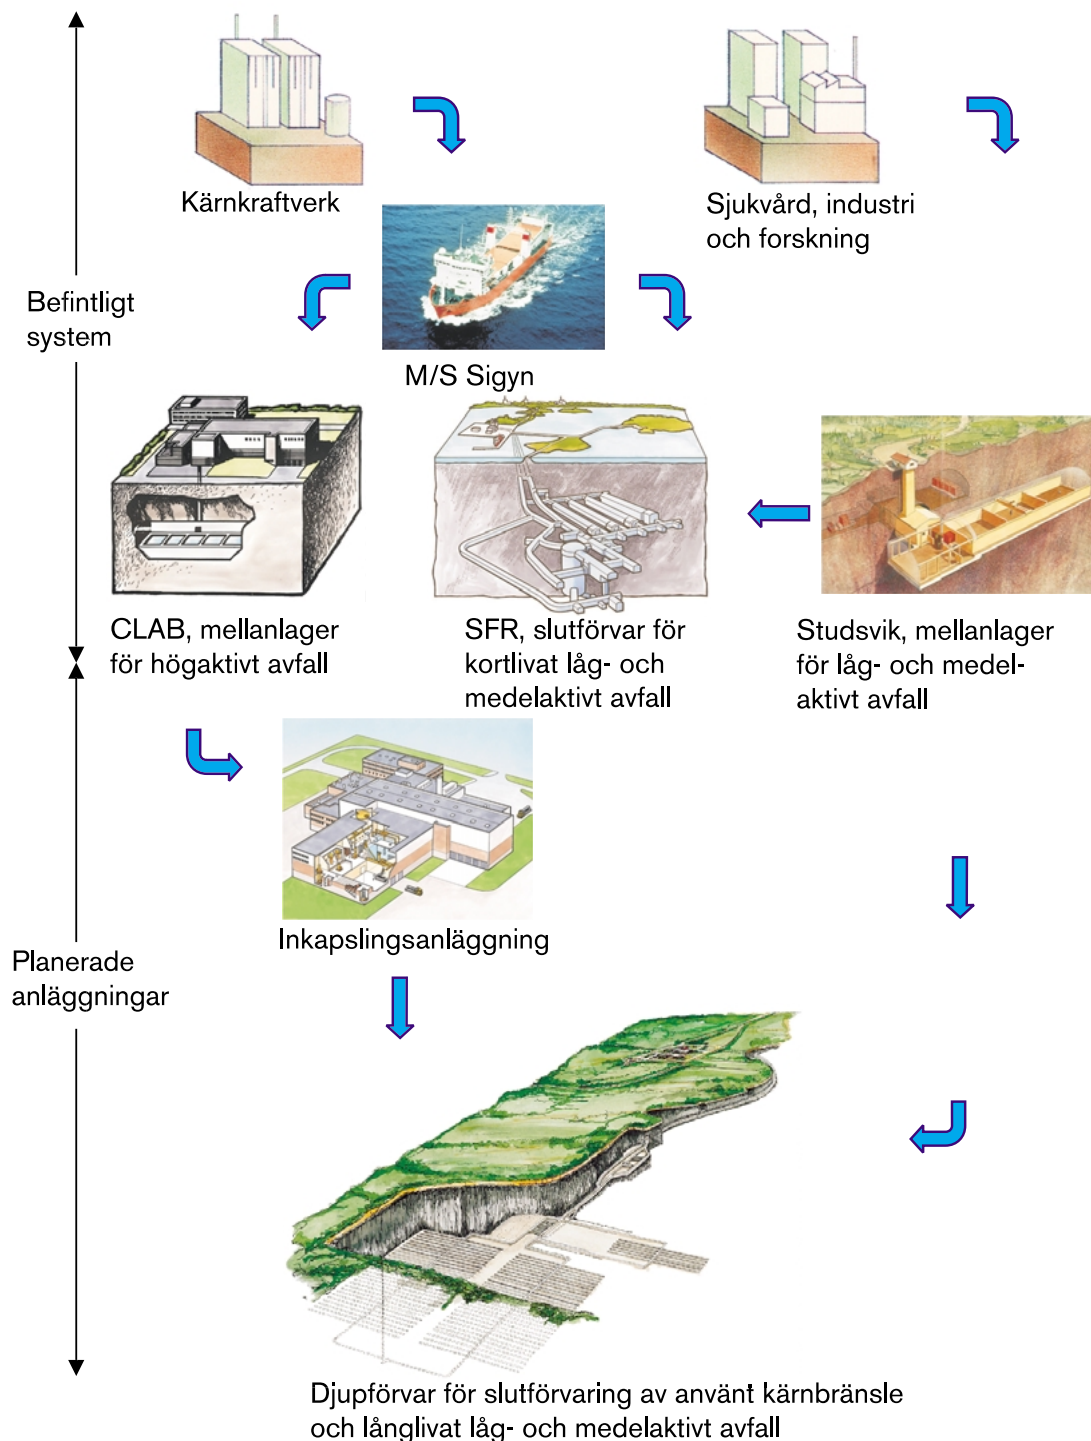 Kärnkraftverk
Sjukvård, industri
och forskning
Befintligt
system
M/S Sigyn
CLAB, mellanlager
för högaktivt avfall
SFR, slutförvar för
kortlivat låg- och
medelaktivt avfall
Studsvik, mellanlager
för låg- och medel-
aktivt avfall
Inkapslingsanläggning
Planerade
anläggningar
Djupförvar för slutförvaring av använt kärnbränsle
och långlivat låg- och medelaktivt avfall